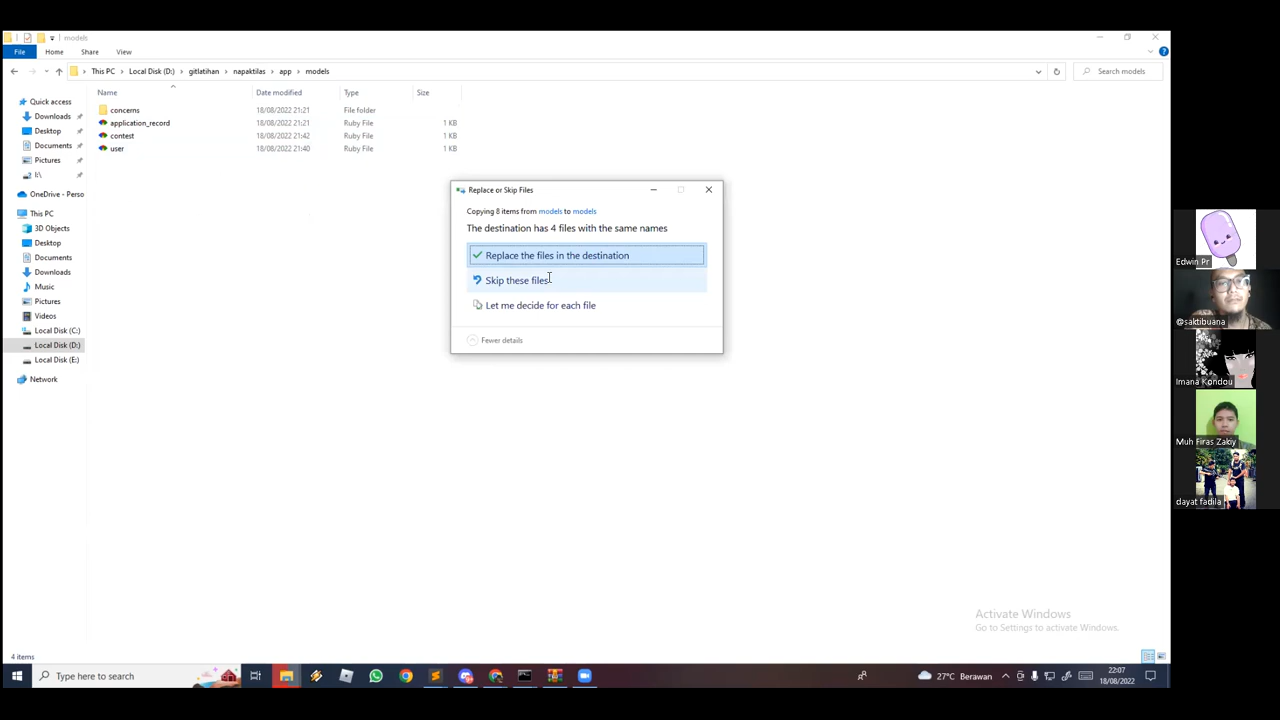 models
File
Home
Share
View
This PC
Local Disk (D:)
gitlatihan
napaktilas
app
models
Search models
Name
Date modified
Type
Size
concerns
18/08/2022 21:21
File folder
application_record
18/08/2022 21:21
Ruby File
1 KB
contest
18/08/2022 21:42
Ruby File
1 KB
user
18/08/2022 21:40
Ruby File
1 KB
Quick access
Downloads
Desktop
Documents
Pictures
I:\
OneDrive - Perso
This PC
3D Objects
Desktop
Documents
Downloads
Music
Pictures
Videos
Local Disk (C:)
Local Disk (D:)
Local Disk (E:)
Network
Replace or Skip Files
Copying 8 items from models to models
The destination has 4 files with the same names
Replace the files in the destination
Skip these files
Let me decide for each file
Fewer details
Edwin Pr
@saktibuana
Imana Kondou
Muh Firas Zakiy
dayat fadila
Activate Windows
Go to Settings to activate Windows.
4 items
Type here to search
27°C Berawan
22:07
18/08/2022